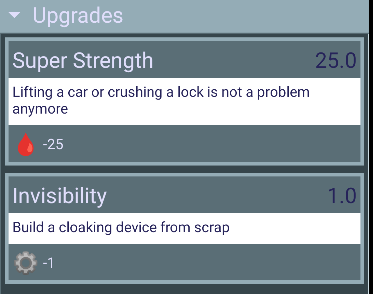 Upgrades
Super Strength 25.0
Lifting a car or crushing a lock is not a problem
anymore
-25
Invisibility 1.0
Build a cloaking device from scrap
-1